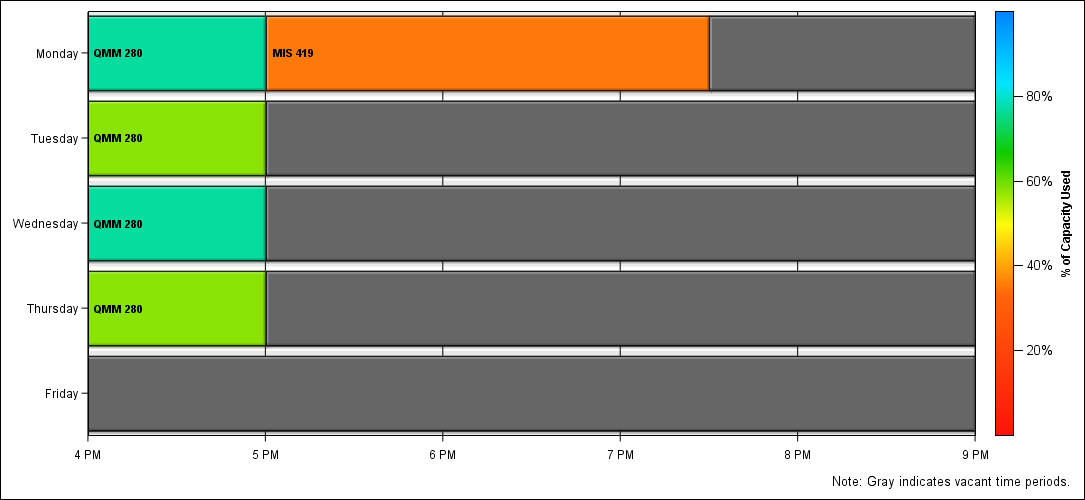 Monday
QMM 280
MIS 419
Tuesday
QMM 280
Wednesday
QMM 280
Thursday
QMM 280
Friday
4 PM
5 PM
6 PM
7 PM
8 PM
9 PM
80%
60%
40%
20%
% of Capacity Used
Note: Gray indicates vacant time periods.